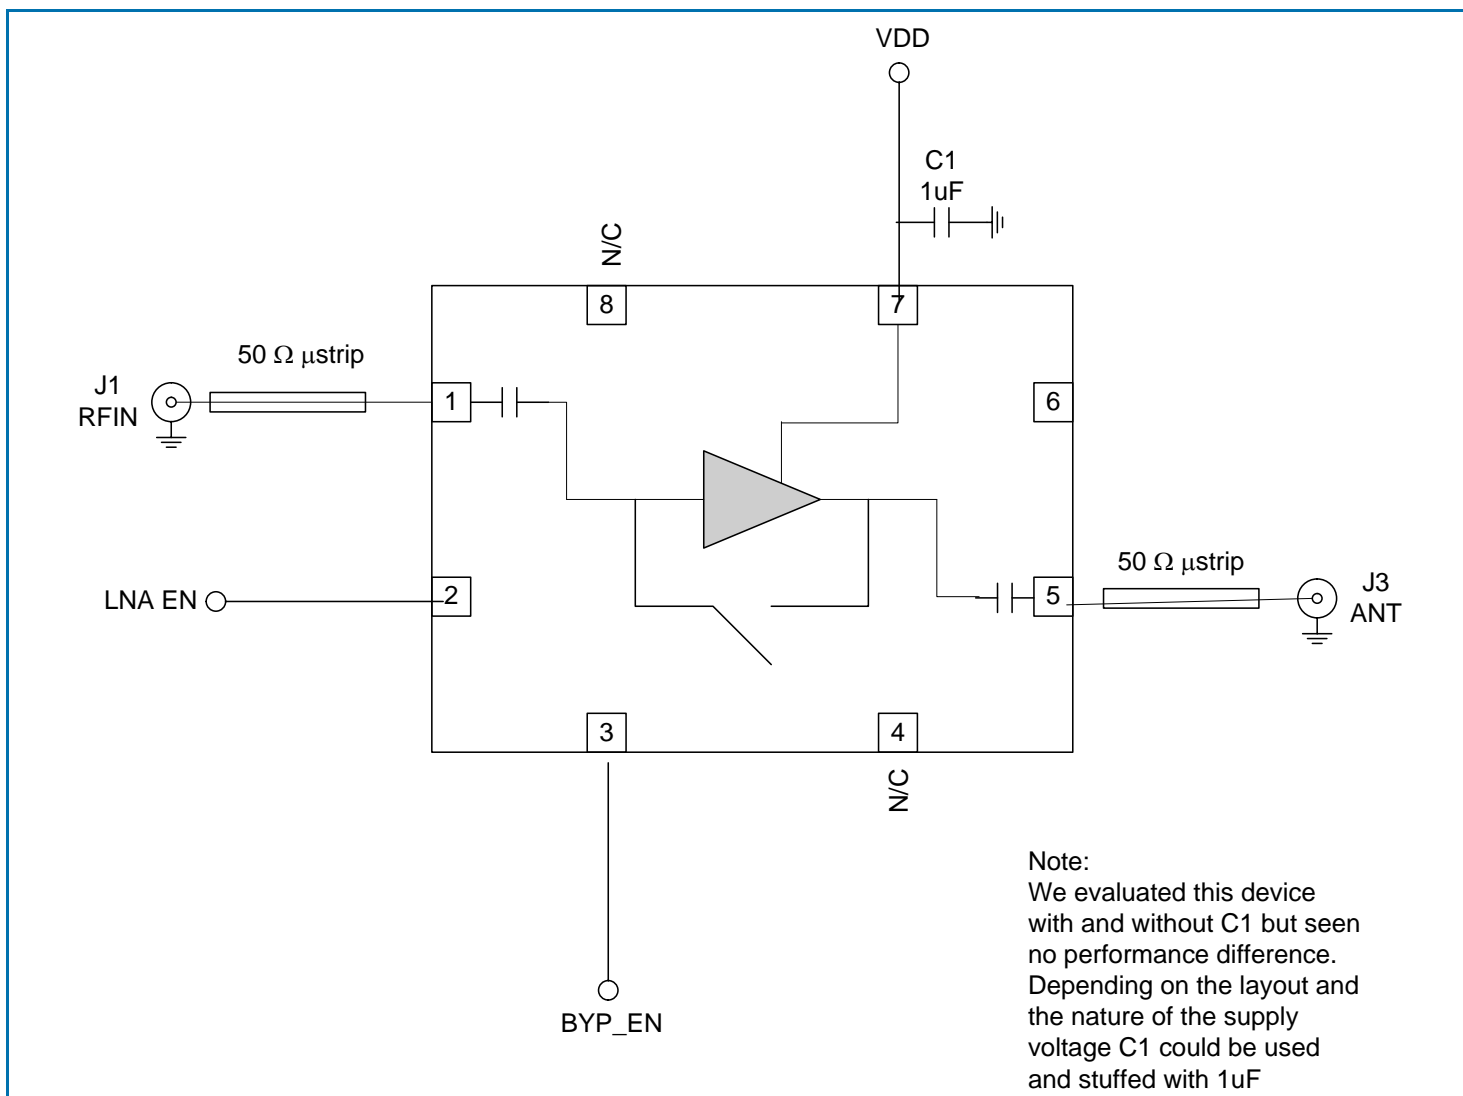 VDD
C1
1uF
N/C
8
7
50 Ω μstrip
J1
RFIN
1
6
50 Ω μstrip
J3
ANT
LNA EN
2
5
3
4
N/C
BYP_EN
Note:
We evaluated this device
with and without C1 but seen
no performance difference.
Depending on the layout and
the nature of the supply
voltage C1 could be used
and stuffed with 1uF